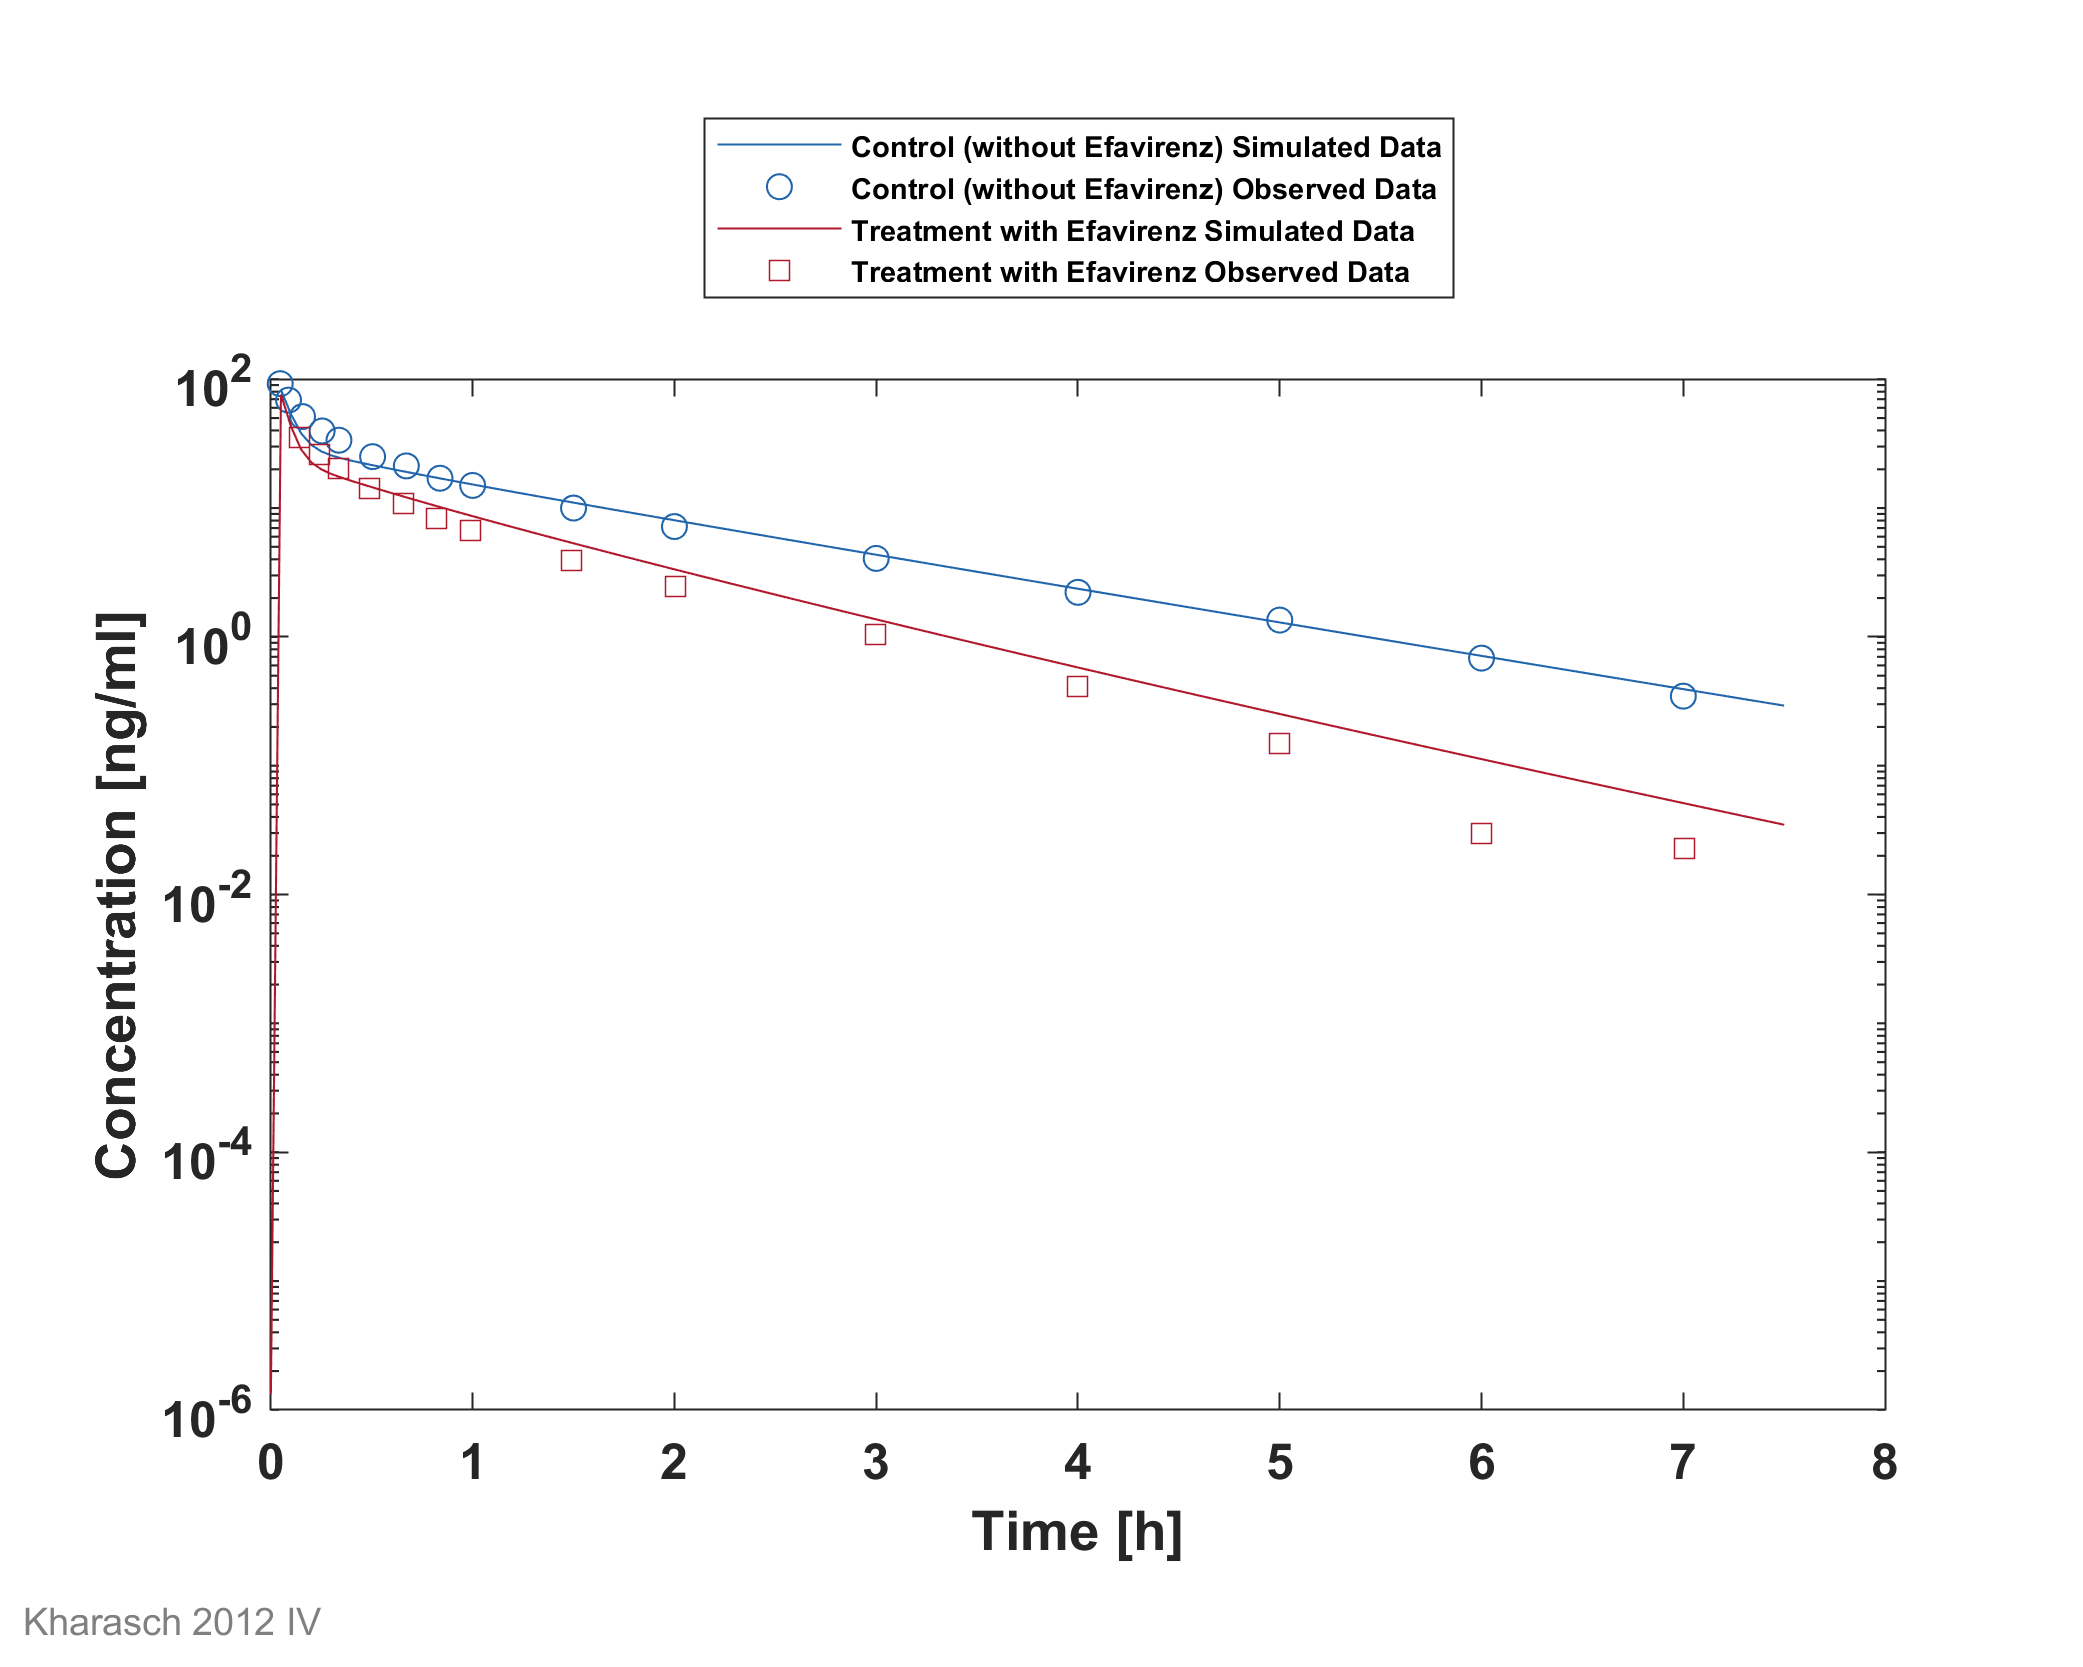 Control (without Efavirenz) Simulated Data
Control (without Efavirenz) Observed Data
Treatment with Efavirenz Simulated Data
Treatment with Efavirenz Observed Data
10^2
10^0
10^-2
10^-4
10^-6
Concentration [ng/ml]
0 1 2 3 4 5 6 7 8
Time [h]
Kharasch 2012 IV